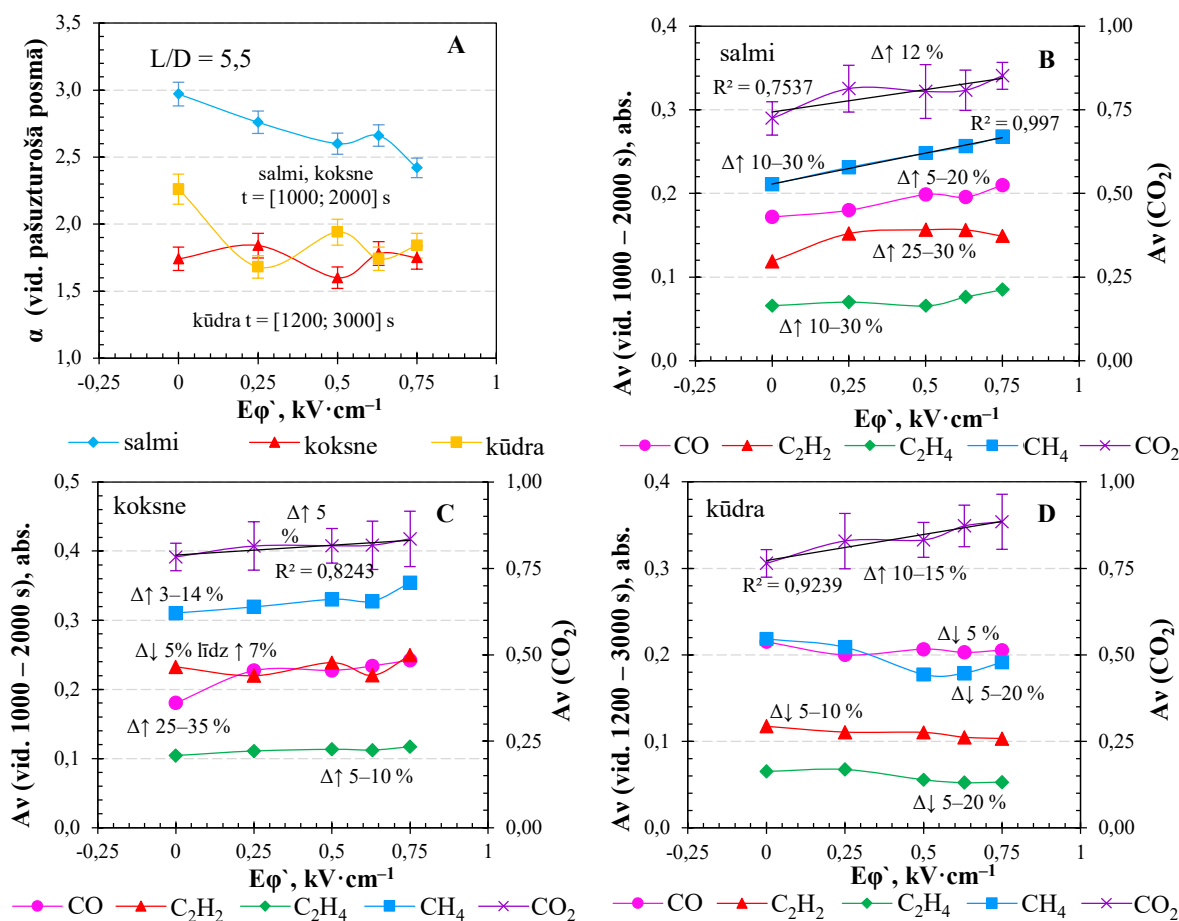 α (vid. pašuzturošā posmā)
3,5
3,0
2,5
2,0
1,5
1,0
A
L/D = 5,5
salmi, koksne
t = [1000; 2000] s
kūdra t = [1200; 3000] s
-0,25 0 0,25 0,5 0,75 1
Eφ`, kV·cm⁻¹
salmi koksne kūdra
Aν (vid. 1000 – 2000 s), abs.
0,4
0,3
0,2
0,1
0,0
salmi
B
Δ↑ 12 %
R² = 0,7537
R² = 0,997
Δ↑ 10–30 %
Δ↑ 5–20 %
Δ↑ 25–30 %
Δ↑ 10–30 %
1,00
0,75
0,50
0,25
0,00
Aν (CO₂)
-0,25 0 0,25 0,5 0,75 1
Eφ`, kV·cm⁻¹
CO C₂H₂ C₂H₄ CH₄ CO₂
Aν (vid. 1000 – 2000 s), abs.
0,5
0,4
0,3
0,2
0,1
0,0
koksne
C
Δ↑ 5
%
R² = 0,8243
Δ↑ 3–14 %
Δ↓ 5% līdz ↑ 7%
Δ↑ 25–35 %
Δ↑ 5–10 %
1,00
0,75
0,50
0,25
0,00
Aν (CO₂)
-0,25 0 0,25 0,5 0,75 1
Eφ`, kV·cm⁻¹
CO C₂H₂ C₂H₄ CH₄ CO₂
Aν (vid. 1200 – 3000 s), abs.
0,4
0,3
0,2
0,1
0,0
kūdra
D
R² = 0,9239
Δ↑ 10–15 %
Δ↓ 5 %
Δ↓ 5–20 %
Δ↓ 5–10 %
Δ↓ 5–20 %
1,00
0,75
0,50
0,25
0,00
Aν (CO₂)
-0,25 0 0,25 0,5 0,75 1
Eφ`, kV·cm⁻¹
CO C₂H₂ C₂H₄ CH₄ CO₂